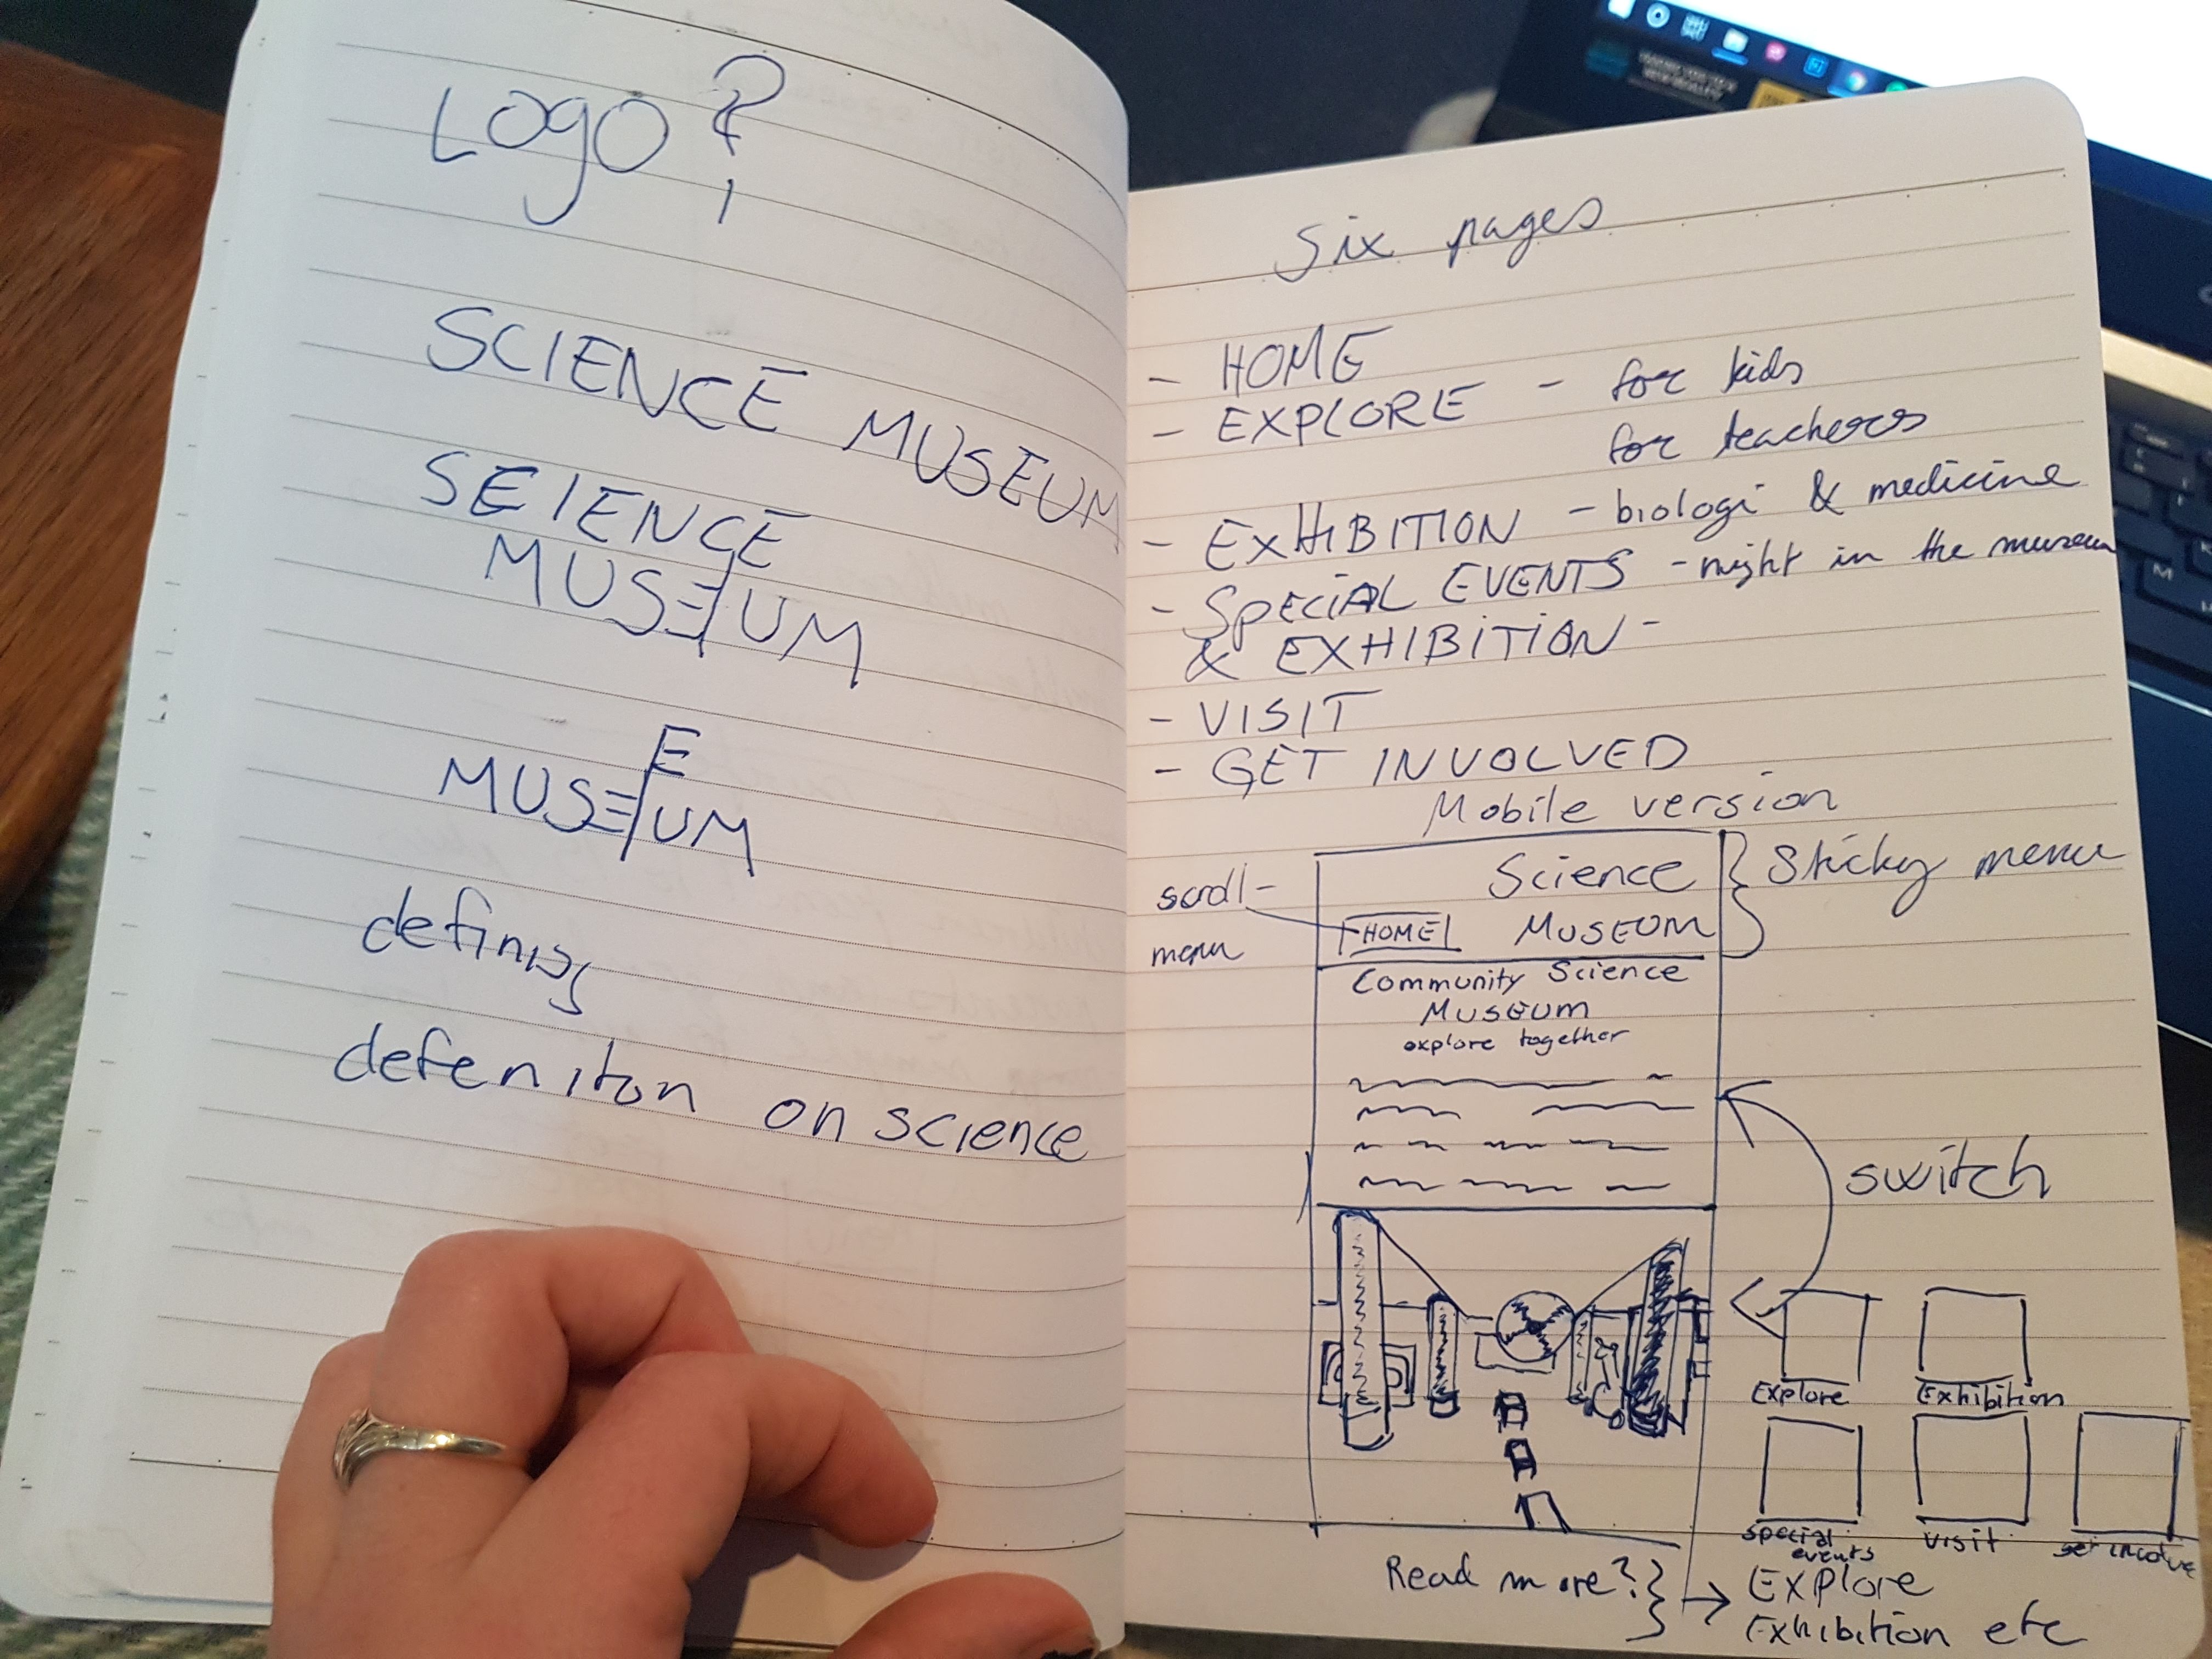 Logo?
SCIENCE MUSEUM
SCIENCE
MUSEUM
E
MUSEUM
defining
defeniton on science
Six pages
- HOME
- EXPLORE - for kids
for teachers
- EXHIBITION - biologi & medicine
- SPECIAL EVENTS - night in the museum
& EXHIBITION -
- VISIT
- GET INVOLVED
Mobile version
scroll-
menu
Science
HOME MUSEUM
Sticky menu
Community Science
MUSEUM
explore together
switch
Explore Exhibition
special
events
visit
get involve
Read more?
Explore
Exhibition etc
M